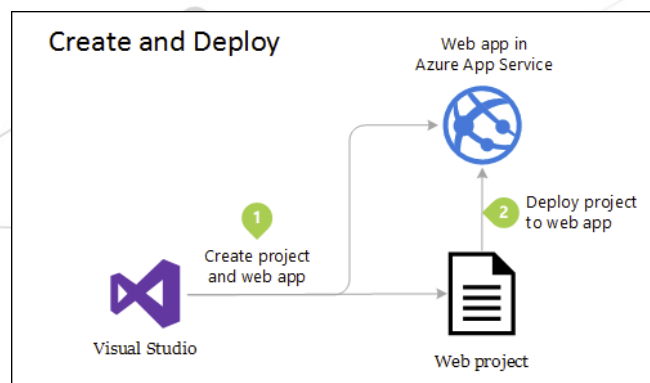 Create and Deploy
Web app in
Azure App Service
1
Create project
and web app
2
Deploy project
to web app
Visual Studio
Web project